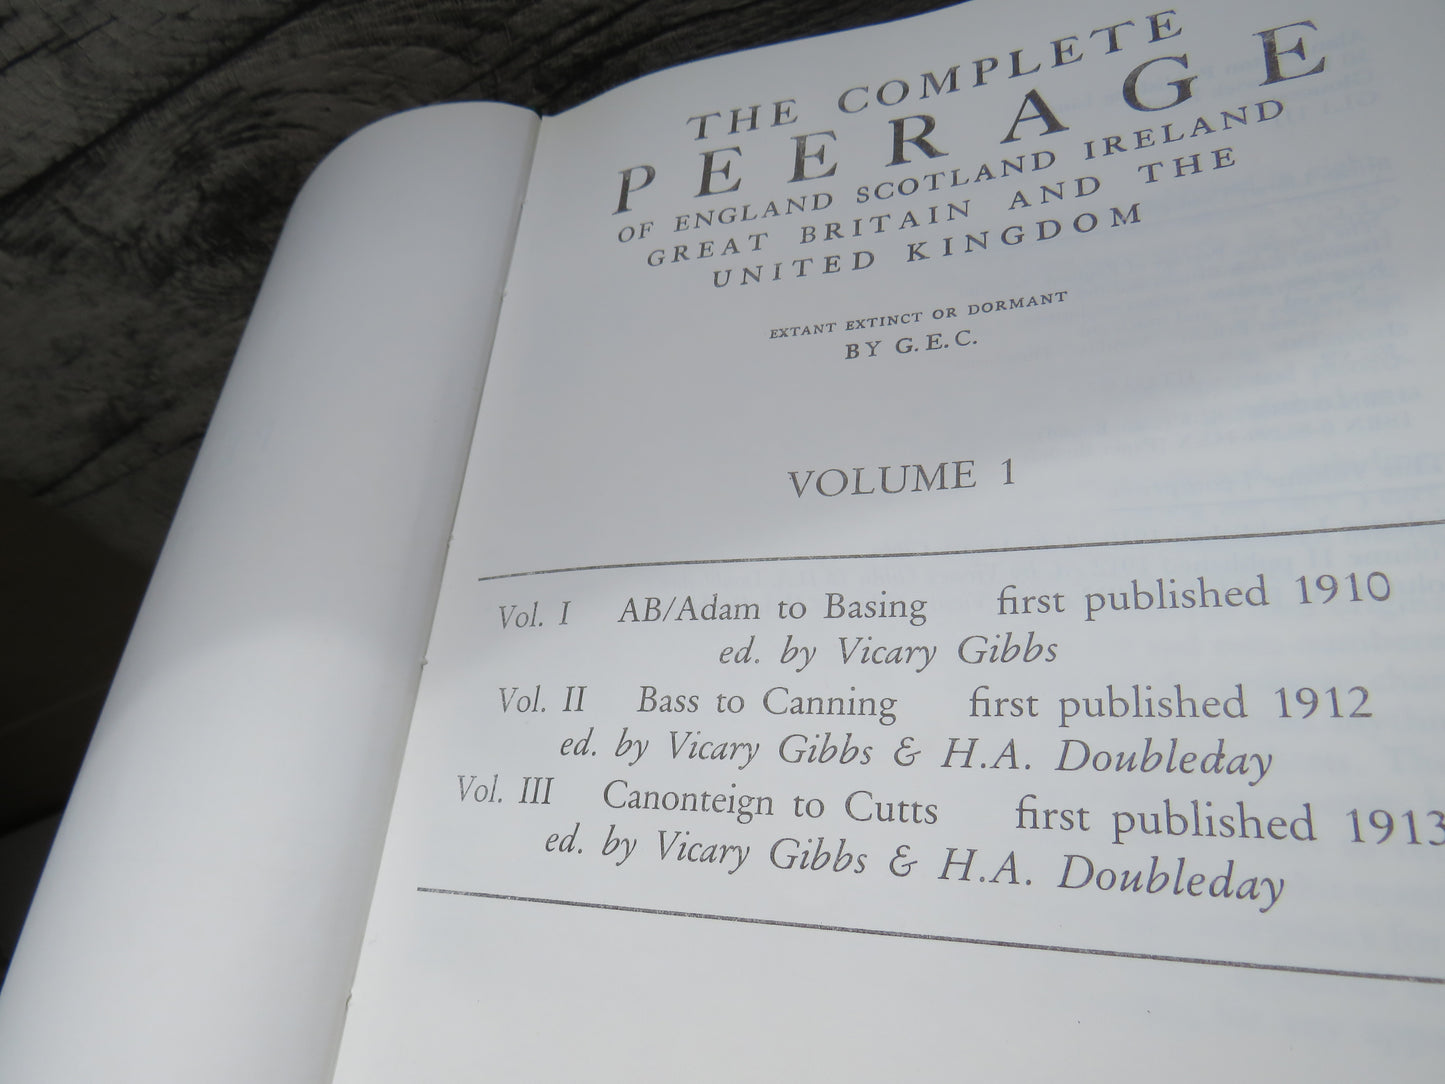 THE COMPLETE
PEERAGE
OF ENGLAND SCOTLAND IRELAND
GREAT BRITAIN AND THE
UNITED KINGDOM
EXTANT EXTINCT OR DORMANT
BY G.E.C.
VOLUME 1
Vol. I AB/Adam to Basing first published 1910
ed. by Vicary Gibbs
Vol. II Bass to Canning first published 1912
ed. by Vicary Gibbs & H.A. Doubleday
Vol. III Canonteign to Cutts first published 1913
ed. by Vicary Gibbs & H.A. Doubleday